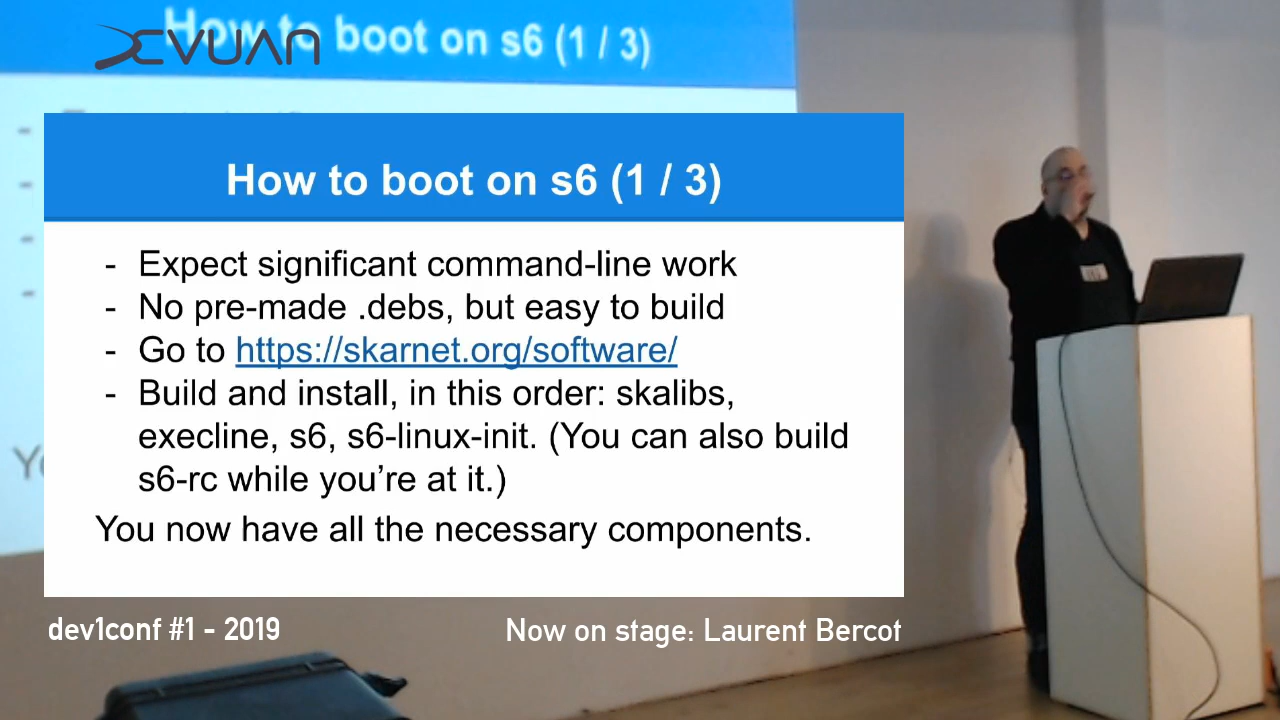 How to boot on s6 (1 / 3)
DEVUAN
How to boot on s6 (1 / 3)
- Expect significant command-line work
- No pre-made .debs, but easy to build
- Go to https://skarnet.org/software/
- Build and install, in this order: skalibs,
execline, s6, s6-linux-init. (You can also build
s6-rc while you’re at it.)
You now have all the necessary components.
dev1conf #1 - 2019
Now on stage: Laurent Bercot